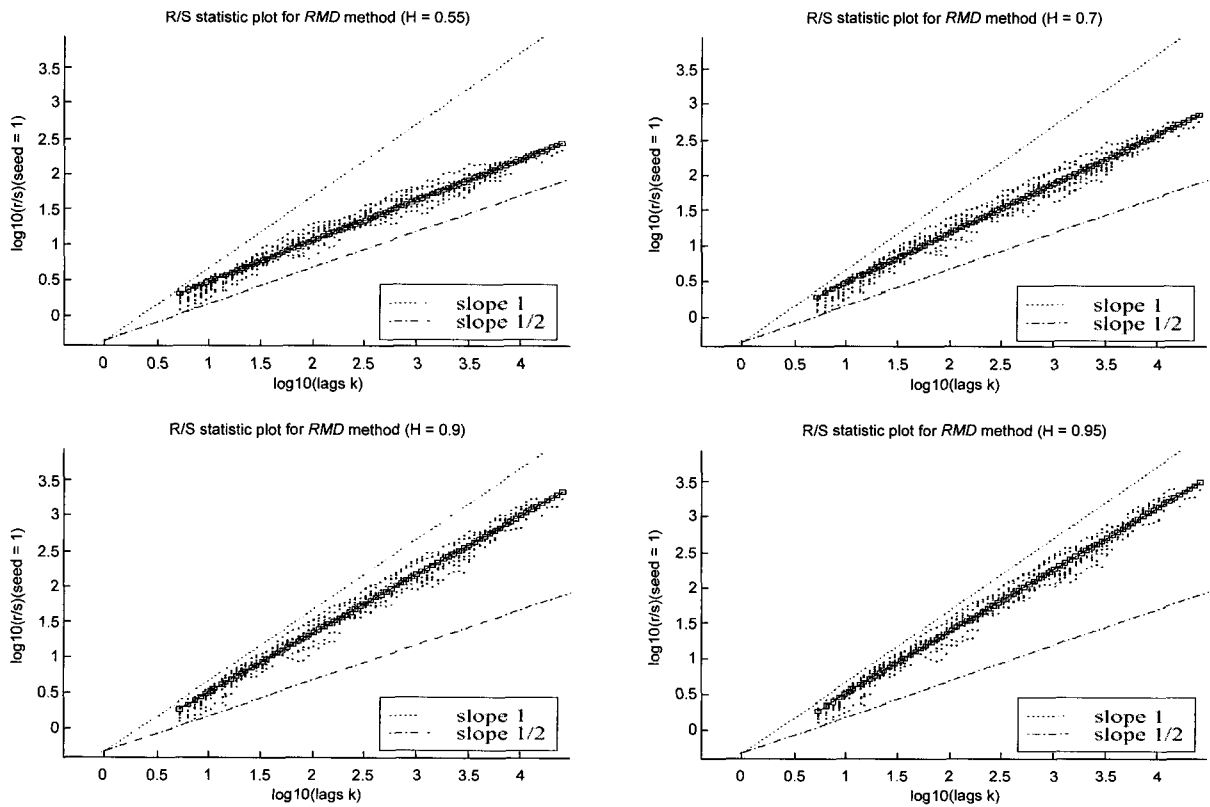 R/S statistic plot for RMD method (H = 0.55)
log10(r/s)(seed = 1)
3.5
3
2.5
2
1.5
1
0.5
0
slope 1
slope 1/2
0 0.5 1 1.5 2 2.5 3 3.5 4
log10(lags k)
R/S statistic plot for RMD method (H = 0.7)
log10(r/s)(seed = 1)
3.5
3
2.5
2
1.5
1
0.5
0
slope 1
slope 1/2
0 0.5 1 1.5 2 2.5 3 3.5 4
log10(lags k)
R/S statistic plot for RMD method (H = 0.9)
log10(r/s)(seed = 1)
3.5
3
2.5
2
1.5
1
0.5
0
slope 1
slope 1/2
0 0.5 1 1.5 2 2.5 3 3.5 4
log10(lags k)
R/S statistic plot for RMD method (H = 0.95)
log10(r/s)(seed = 1)
3.5
3
2.5
2
1.5
1
0.5
0
slope 1
slope 1/2
0 0.5 1 1.5 2 2.5 3 3.5 4
log10(lags k)